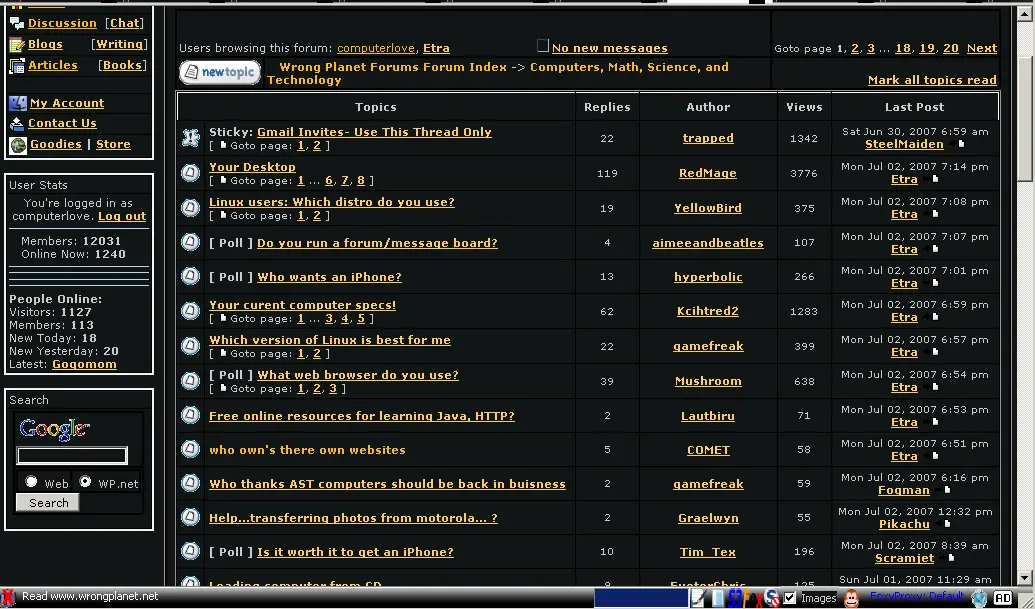 Discussion [Chat]
Blogs [Writing]
Articles [Books]
My Account
Contact Us
Goodies | Store
User Stats
You're logged in as
computerlove. Log out
Members: 12031
Online Now: 1240
People Online:
Visitors: 1127
Members: 113
New Today: 18
New Yesterday: 20
Latest: Gogomom
Search
Google
Web WP.net
Search
Users browsing this forum: computerlove, Etra
No new messages
Goto page 1, 2, 3 ... 18, 19, 20 Next
newtopic
Wrong Planet Forums Forum Index -> Computers, Math, Science, and
Technology
Mark all topics read
Topics Replies Author Views Last Post
Sticky: Gmail Invites- Use This Thread Only 22 trapped 1342 Sat Jun 30, 2007 6:59 am
[ Goto page: 1, 2 ] SteelMaiden
Your Desktop 119 RedMage 3776 Mon Jul 02, 2007 7:14 pm
[ Goto page: 1 ... 6, 7, 8 ] Etra
Linux users: Which distro do you use? 19 YellowBird 375 Mon Jul 02, 2007 7:08 pm
[ Goto page: 1, 2 ] Etra
[ Poll ] Do you run a forum/message board? 4 aimeeandbeatles 107 Mon Jul 02, 2007 7:07 pm
Etra
[ Poll ] Who wants an iPhone? 13 hyperbolic 266 Mon Jul 02, 2007 7:01 pm
Etra
Your curent computer specs! 62 Kcihtred2 1283 Mon Jul 02, 2007 6:59 pm
[ Goto page: 1 ... 3, 4, 5 ] Etra
Which version of Linux is best for me 22 gamefreak 399 Mon Jul 02, 2007 6:57 pm
[ Goto page: 1, 2 ] Etra
[ Poll ] What web browser do you use? 39 Mushroom 638 Mon Jul 02, 2007 6:54 pm
[ Goto page: 1, 2, 3 ] Etra
Free online resources for learning Java, HTTP? 2 Lautbiru 71 Mon Jul 02, 2007 6:53 pm
Etra
who own's there own websites 5 COMET 58 Mon Jul 02, 2007 6:51 pm
Etra
Who thanks AST computers should be back in buisness 2 gamefreak 59 Mon Jul 02, 2007 6:16 pm
Fogman
Help...transferring photos from motorola... ? 2 Graelwyn 55 Mon Jul 02, 2007 12:32 pm
Pikachu
[ Poll ] Is it worth it to get an iPhone? 10 Tim_Tex 196 Mon Jul 02, 2007 8:39 am
Scramjet
Loading computer from CD 9 125 Sun Jul 01, 2007 11:29 am
Read www.wrongplanet.net
Images FoxyProxy: Default AD